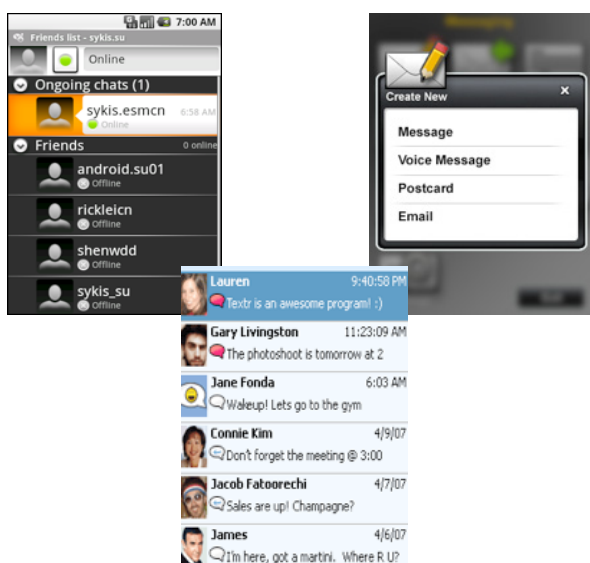 7:00 AM
Friends list - sykis.su
Online
Ongoing chats (1)
sykis.esmcn 6:58 AM
Online
Friends 0 online
android.su01
Offline
rickleicn
Offline
shenwdd
Offline
sykis_su
Offline
Messaging
Create New
Message
Voice Message
Postcard
Email
Lauren 9:40:58 PM
Textr is an awesome program! :)
Gary Livingston 11:23:09 AM
The photoshoot is tomorrow at 2
Jane Fonda 6:03 AM
Wakeup! Lets go to the gym
Connie Kim 4/9/07
Don't forget the meeting @ 3:00
Jacob Fatoorechi 4/7/07
Sales are up! Champagne?
James 4/6/07
I'm here, got a martini. Where R U?